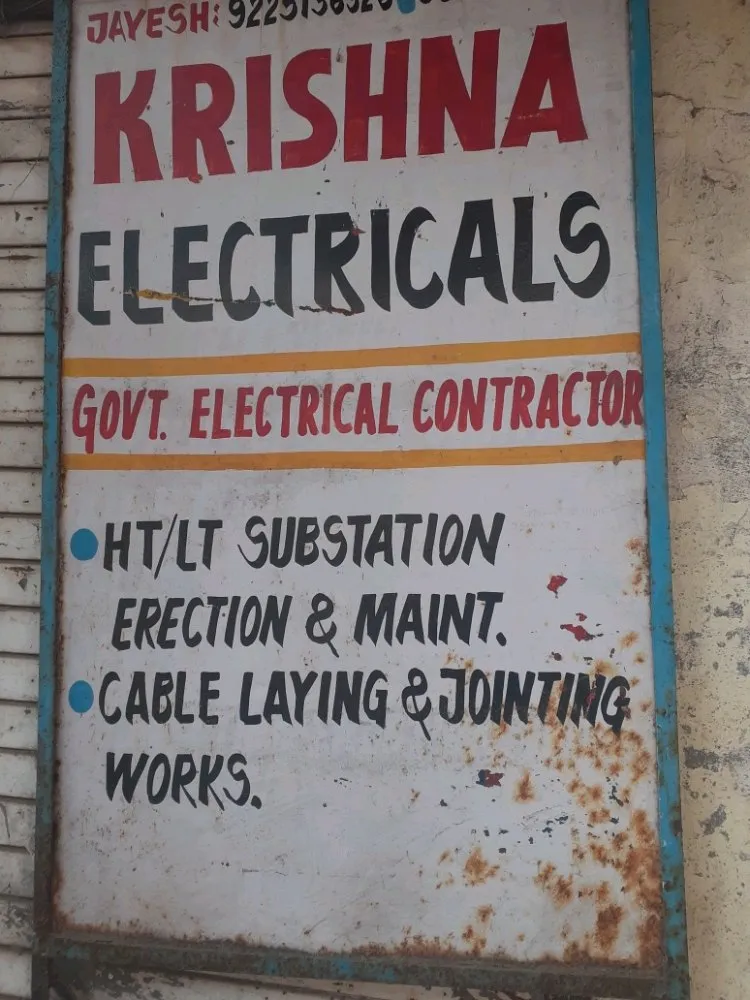 JAYESH:
KRISHNA
ELECTRICALS
GOVT. ELECTRICAL CONTRACTOR
HT/LT SUBSTATION
ERECTION & MAINT.
CABLE LAYING & JOINTING
WORKS.